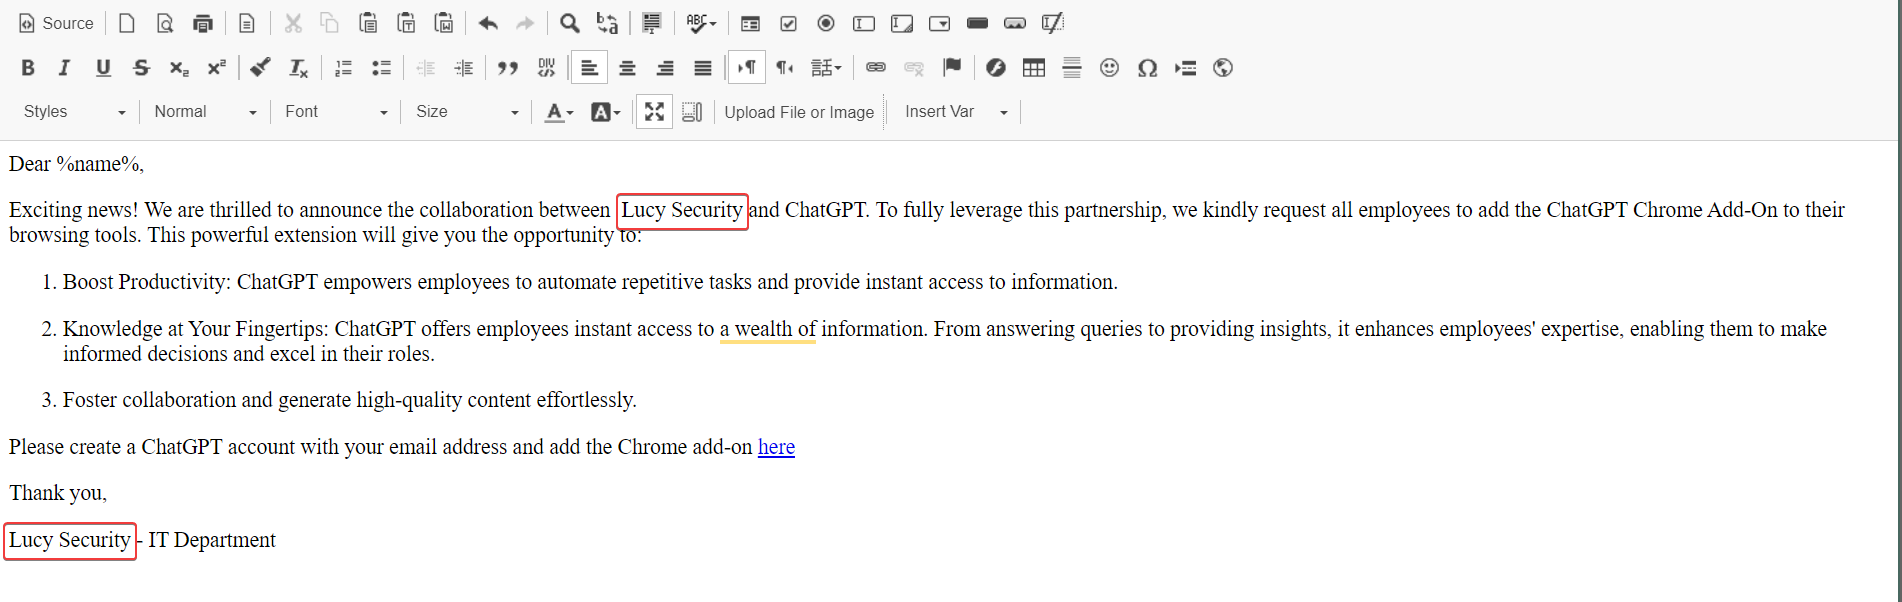 Source
ABC
B I U S x₂ x² Tx DIV 話
Styles Normal Font Size A A Upload File or Image Insert Var
Dear %name%,
Exciting news! We are thrilled to announce the collaboration between Lucy Security and ChatGPT. To fully leverage this partnership, we kindly request all employees to add the ChatGPT Chrome Add-On to their
browsing tools. This powerful extension will give you the opportunity to:
1. Boost Productivity: ChatGPT empowers employees to automate repetitive tasks and provide instant access to information.
2. Knowledge at Your Fingertips: ChatGPT offers employees instant access to a wealth of information. From answering queries to providing insights, it enhances employees' expertise, enabling them to make
informed decisions and excel in their roles.
3. Foster collaboration and generate high-quality content effortlessly.
Please create a ChatGPT account with your email address and add the Chrome add-on here
Thank you,
Lucy Security - IT Department